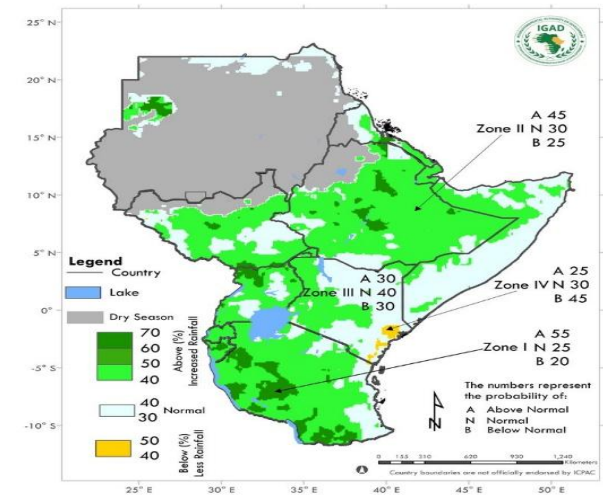 25° N
20° N
15° N
10° N
5° N
0°
-5° S
-10° S
IGAD
A 45
Zone II N 30
B 25
A 30
Zone III N 40
B 30
A 25
Zone IV N 30
B 45
A 55
Zone I N 25
B 20
Legend
Country
Lake
Dry Season
70
60
50
40
Above (%)
Increased Rainfall
40
30
Normal
50
40
Below (%)
Less Rainfall
The numbers represent
the probability of:
A Above Normal
N Normal
B Below Normal
N
Kilometers
Country boundaries are not officially endorsed by ICPAC
25° E
30° E
35° E
40° E
45° E
50° E